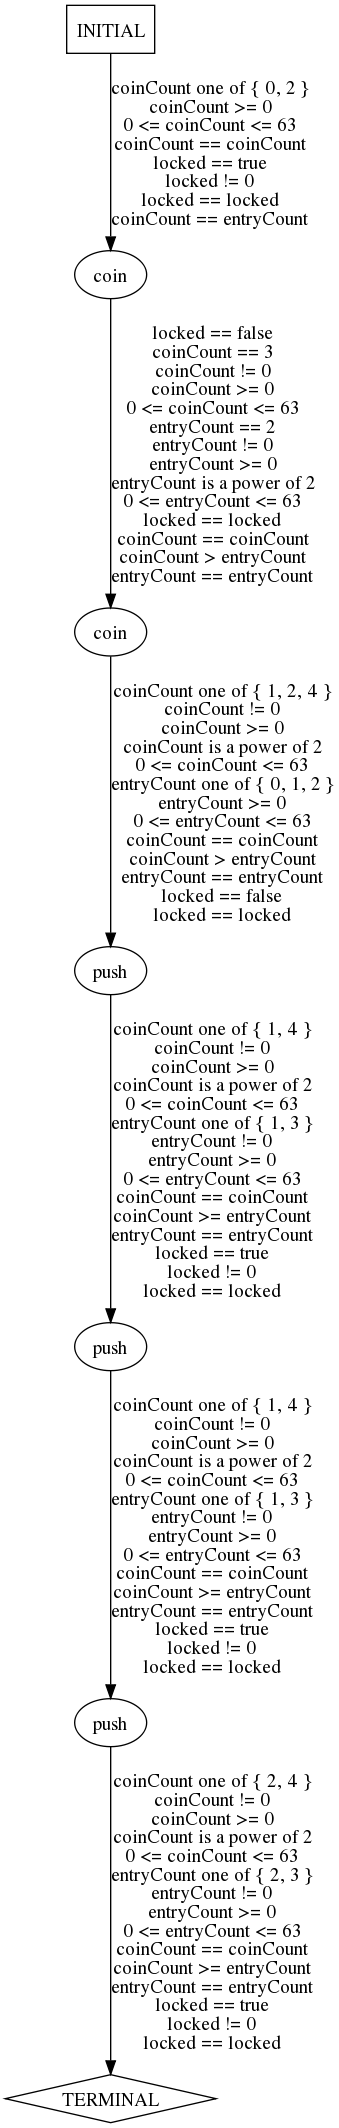 INITIAL
coinCount one of { 0, 2 }
coinCount >= 0
0 <= coinCount <= 63
coinCount == coinCount
locked == true
locked != 0
locked == locked
coinCount == entryCount
coin
locked == false
coinCount == 3
coinCount != 0
coinCount >= 0
0 <= coinCount <= 63
entryCount == 2
entryCount != 0
entryCount >= 0
entryCount is a power of 2
0 <= entryCount <= 63
locked == locked
coinCount == coinCount
coinCount > entryCount
entryCount == entryCount
coin
coinCount one of { 1, 2, 4 }
coinCount != 0
coinCount >= 0
coinCount is a power of 2
0 <= coinCount <= 63
entryCount one of { 0, 1, 2 }
entryCount >= 0
0 <= entryCount <= 63
coinCount == coinCount
coinCount > entryCount
entryCount == entryCount
locked == false
locked == locked
push
coinCount one of { 1, 4 }
coinCount != 0
coinCount >= 0
coinCount is a power of 2
0 <= coinCount <= 63
entryCount one of { 1, 3 }
entryCount != 0
entryCount >= 0
0 <= entryCount <= 63
coinCount == coinCount
coinCount >= entryCount
entryCount == entryCount
locked == true
locked != 0
locked == locked
push
coinCount one of { 1, 4 }
coinCount != 0
coinCount >= 0
coinCount is a power of 2
0 <= coinCount <= 63
entryCount one of { 1, 3 }
entryCount != 0
entryCount >= 0
0 <= entryCount <= 63
coinCount == coinCount
coinCount >= entryCount
entryCount == entryCount
locked == true
locked != 0
locked == locked
push
coinCount one of { 2, 4 }
coinCount != 0
coinCount >= 0
coinCount is a power of 2
0 <= coinCount <= 63
entryCount one of { 2, 3 }
entryCount != 0
entryCount >= 0
0 <= entryCount <= 63
coinCount == coinCount
coinCount >= entryCount
entryCount == entryCount
locked == true
locked != 0
locked == locked
TERMINAL